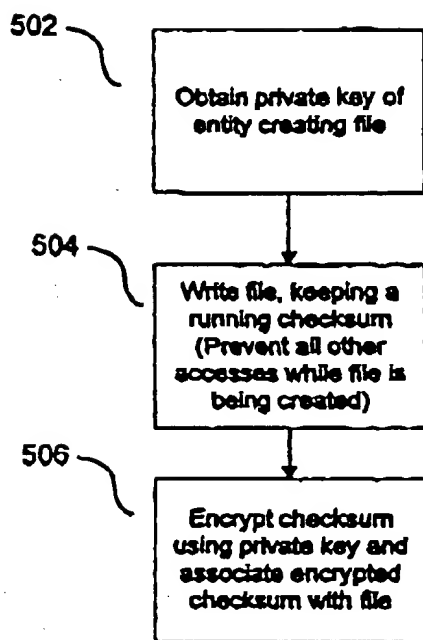 502
Obtain private key of
entity creating file
504
Write file, keeping a
running checksum
(Prevent all other
accesses while file is
being created)
506
Encrypt checksum
using private key and
associate encrypted
checksum with file